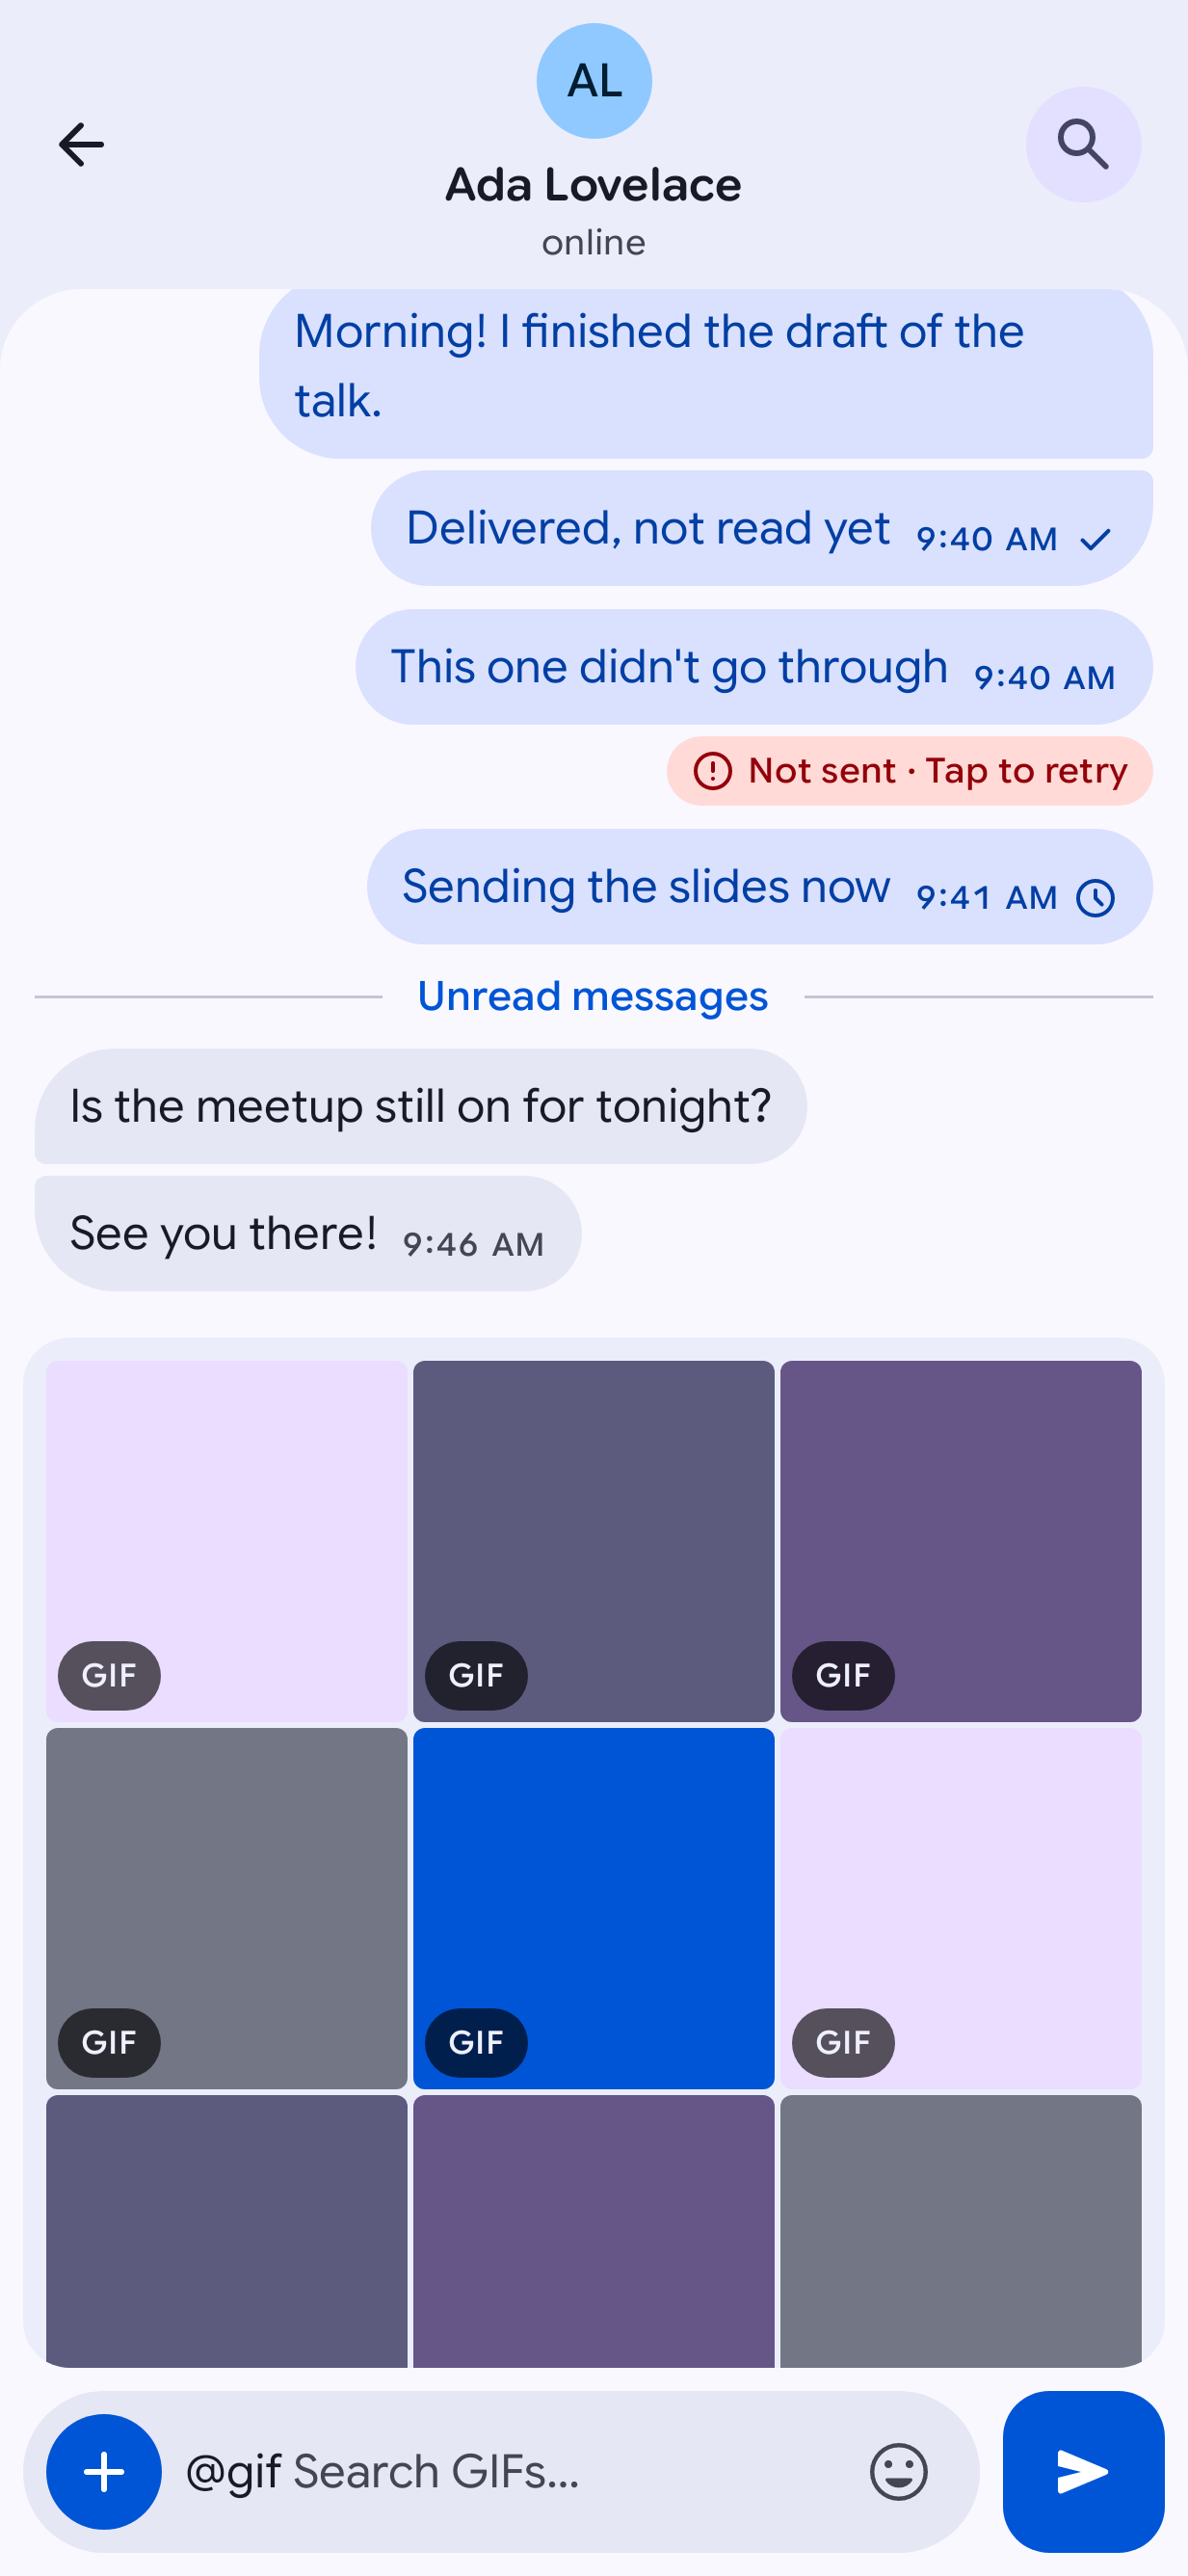 AL
Ada Lovelace
online
Morning! I finished the draft of the
talk.
Delivered, not read yet 9:40 AM
This one didn't go through 9:40 AM
Not sent · Tap to retry
Sending the slides now 9:41 AM
Unread messages
Is the meetup still on for tonight?
See you there! 9:46 AM
GIF GIF GIF
GIF GIF GIF
@gif Search GIFs...